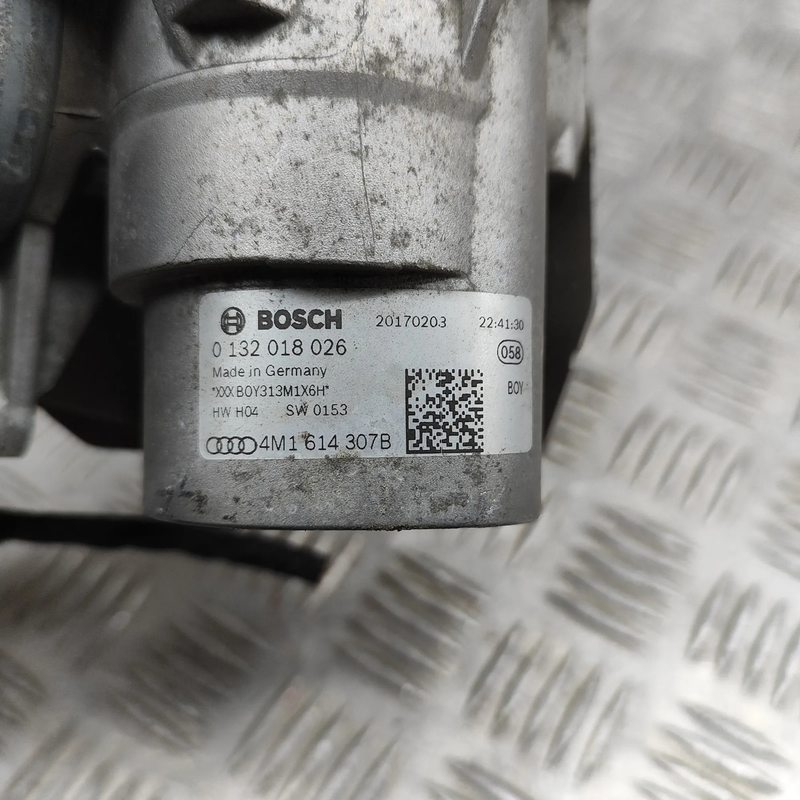 BOSCH 20170203 22:41:30
0 132 018 026 058
Made in Germany
*XXXBOY313M1X6H* BOY
HW H04 SW 0153
4M1 614 307B